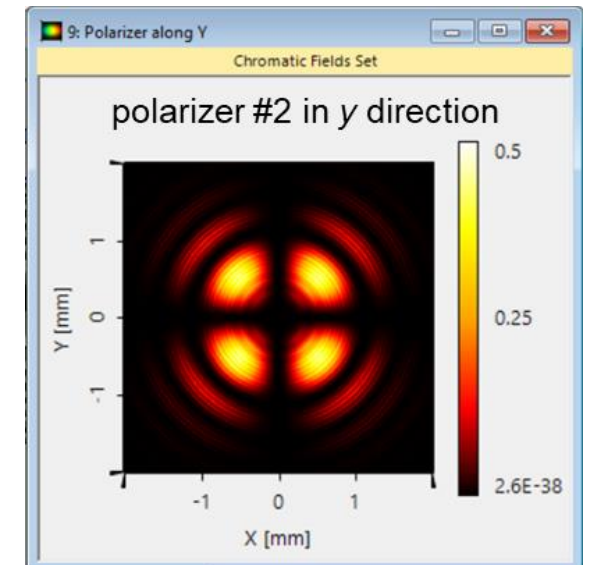 9: Polarizer along Y
Chromatic Fields Set
polarizer #2 in y direction
0.5
0.25
2.6E-38
Y [mm]
1
0
-1
-1 0 1
X [mm]